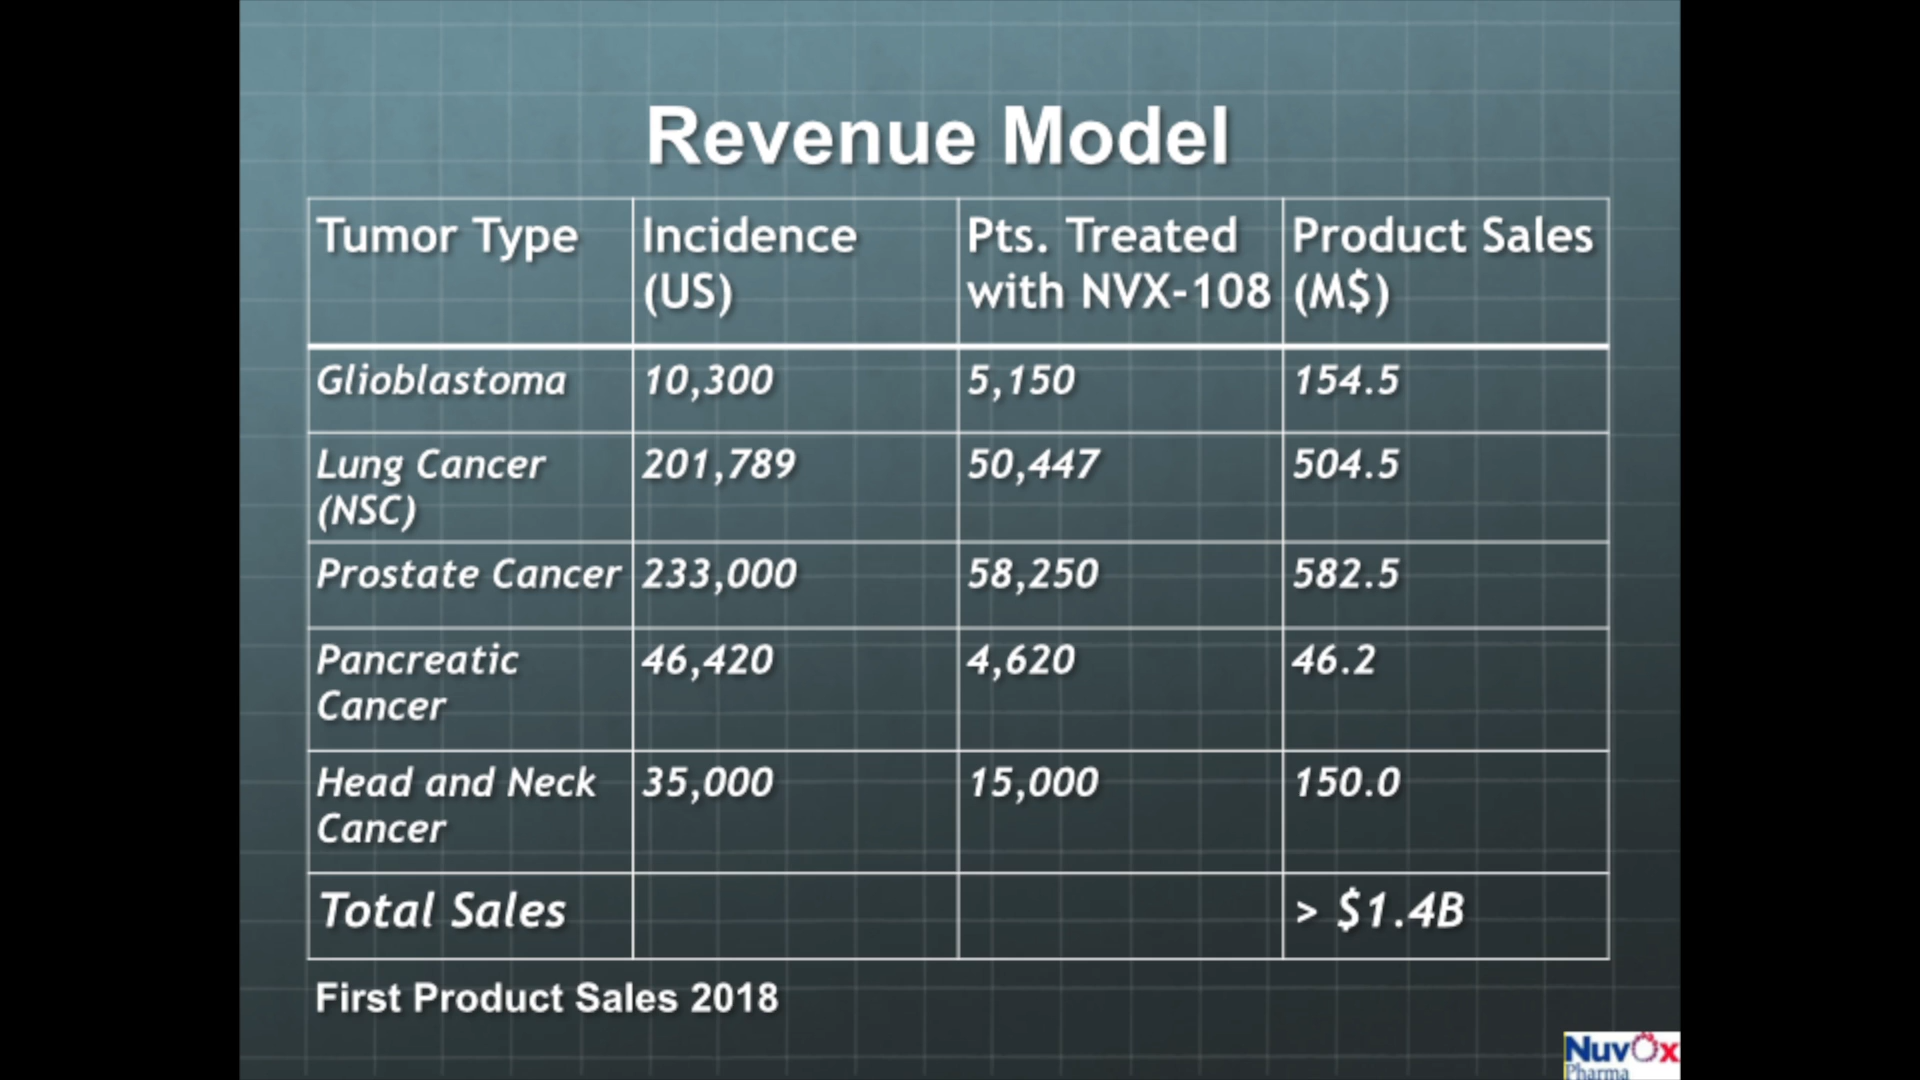 Revenue Model
Tumor Type
Incidence
(US)
Pts. Treated
with NVX-108
Product Sales
(M$)
Glioblastoma
10,300
5,150
154.5
Lung Cancer
(NSC)
201,789
50,447
504.5
Prostate Cancer
233,000
58,250
582.5
Pancreatic
Cancer
46,420
4,620
46.2
Head and Neck
Cancer
35,000
15,000
150.0
Total Sales
> $1.4B
First Product Sales 2018
NuvOx
Pharma